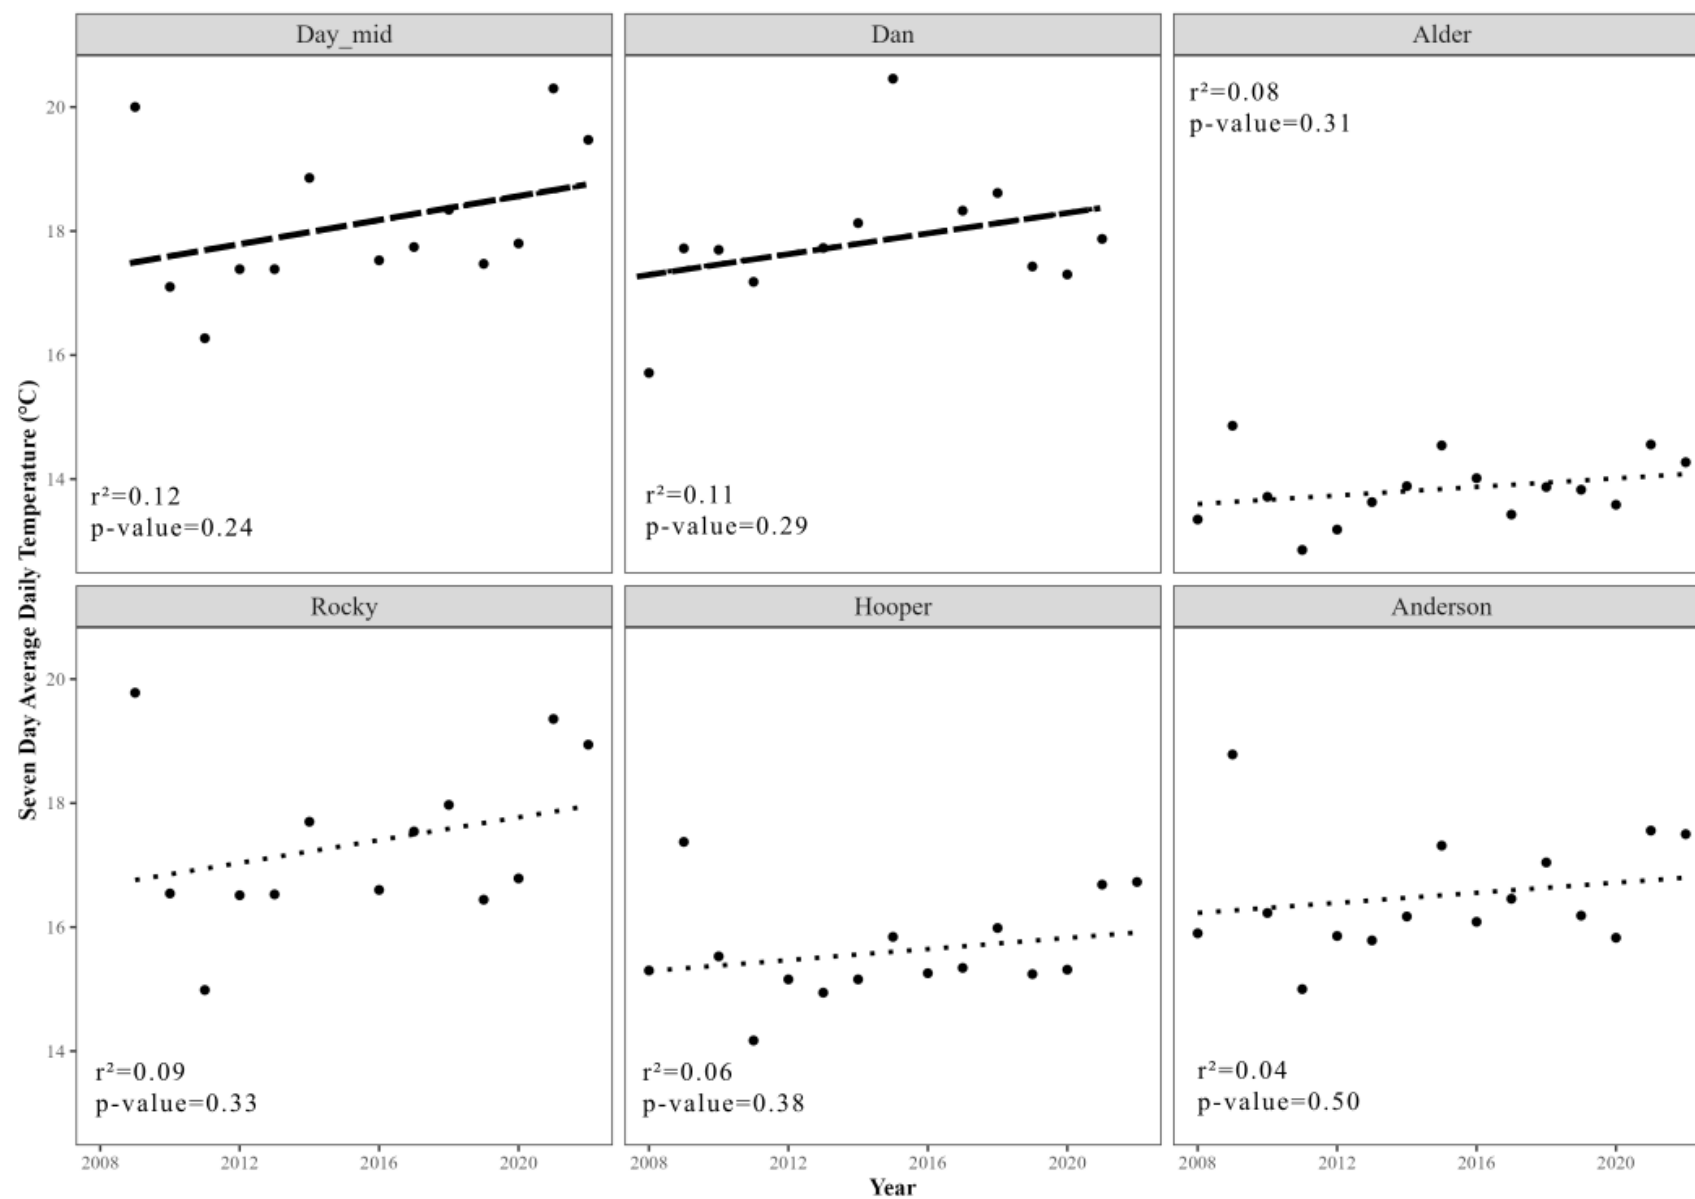 Day_mid
Dan
Alder
20
18
16
14
r²=0.12
p-value=0.24
r²=0.11
p-value=0.29
r²=0.08
p-value=0.31
Seven Day Average Daily Temperature (°C)
Rocky
Hooper
Anderson
20
18
16
14
r²=0.09
p-value=0.33
r²=0.06
p-value=0.38
r²=0.04
p-value=0.50
2008 2012 2016 2020
2008 2012 2016 2020
2008 2012 2016 2020
Year